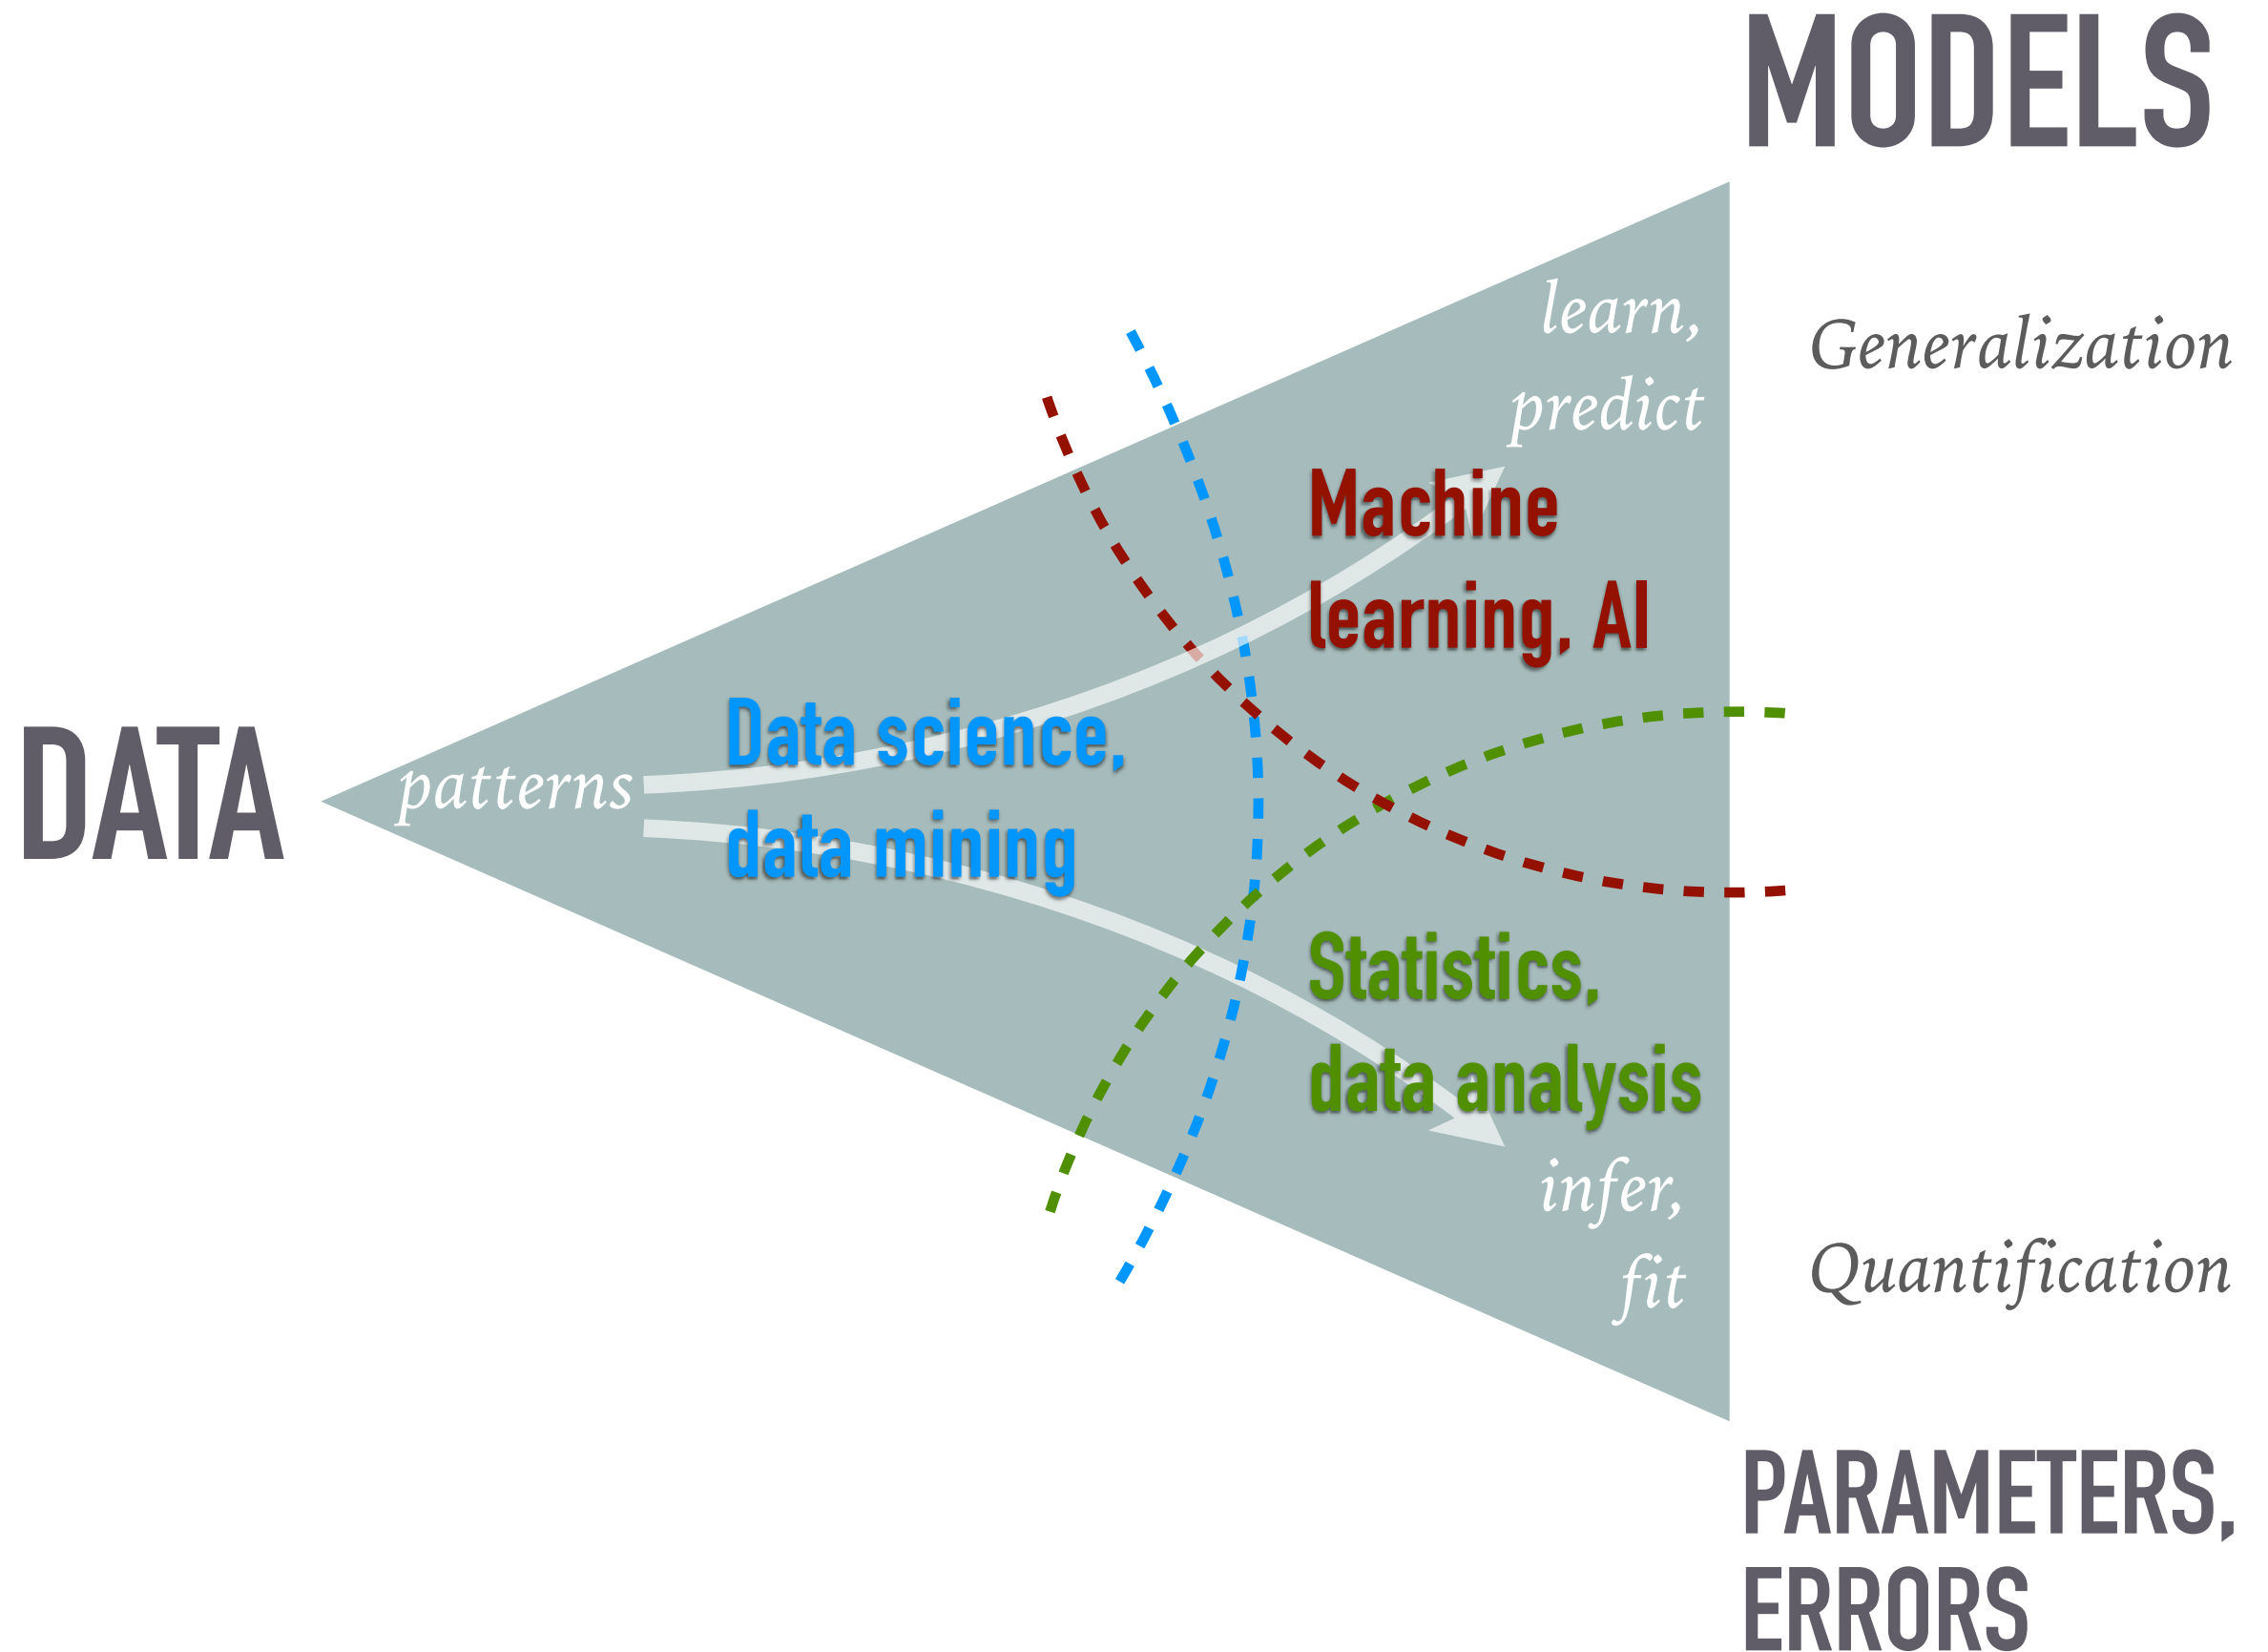 MODELS
Generalization
learn,
predict
Machine
learning, AI
DATA
patterns
Data science,
data mining
Statistics,
data analysis
infer,
fit
Quantification
PARAMETERS,
ERRORS